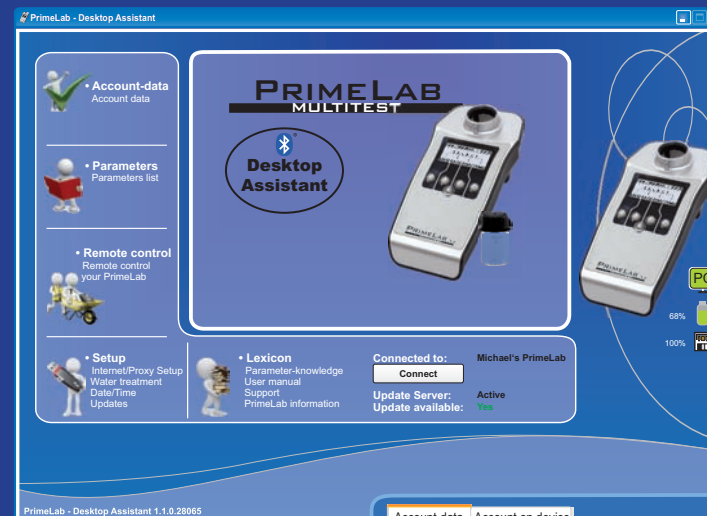 PrimeLab - Desktop Assistant
• Account-data
Account data
• Parameters
Parameters list
• Remote control
Remote control
your PrimeLab
• Setup
Internet/Proxy Setup
Water treatment
Date/Time
Updates
• Lexicon
Parameter-knowledge
User manual
Support
PrimeLab information
PRIMELAB
MULTITEST
Desktop
Assistant
PRIMELAB
Connected to: Michael's PrimeLab
Connect
Update Server: Active
Update available: Yes
PRIMELAB
68%
100%
PrimeLab - Desktop Assistant 1.1.0.28065
Account data Account on device